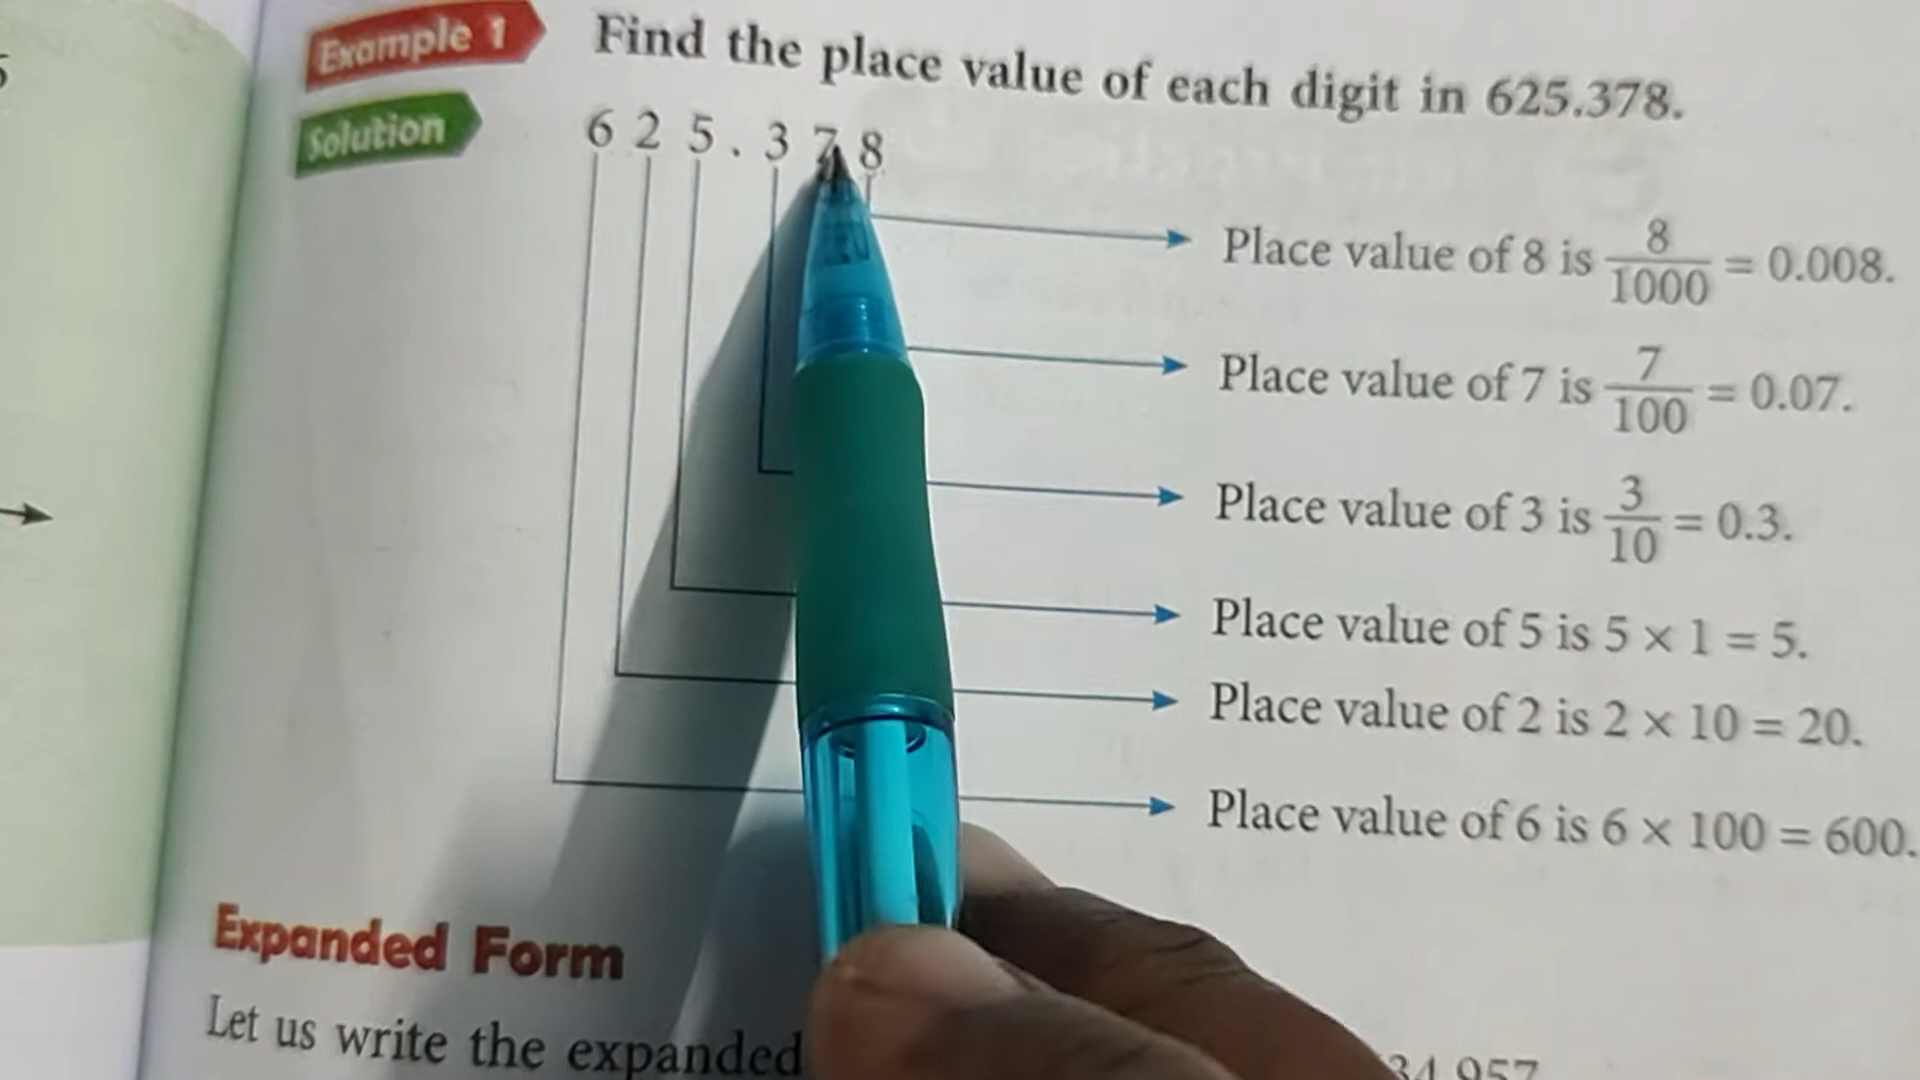 Example 1 Find the place value of each digit in 625.378.
Solution 6 2 5 . 3 7 8
Place value of 8 is 8/1000 = 0.008.
Place value of 7 is 7/100 = 0.07.
Place value of 3 is 3/10 = 0.3.
Place value of 5 is 5 × 1 = 5.
Place value of 2 is 2 × 10 = 20.
Place value of 6 is 6 × 100 = 600.
Expanded Form
Let us write the expanded 34.957